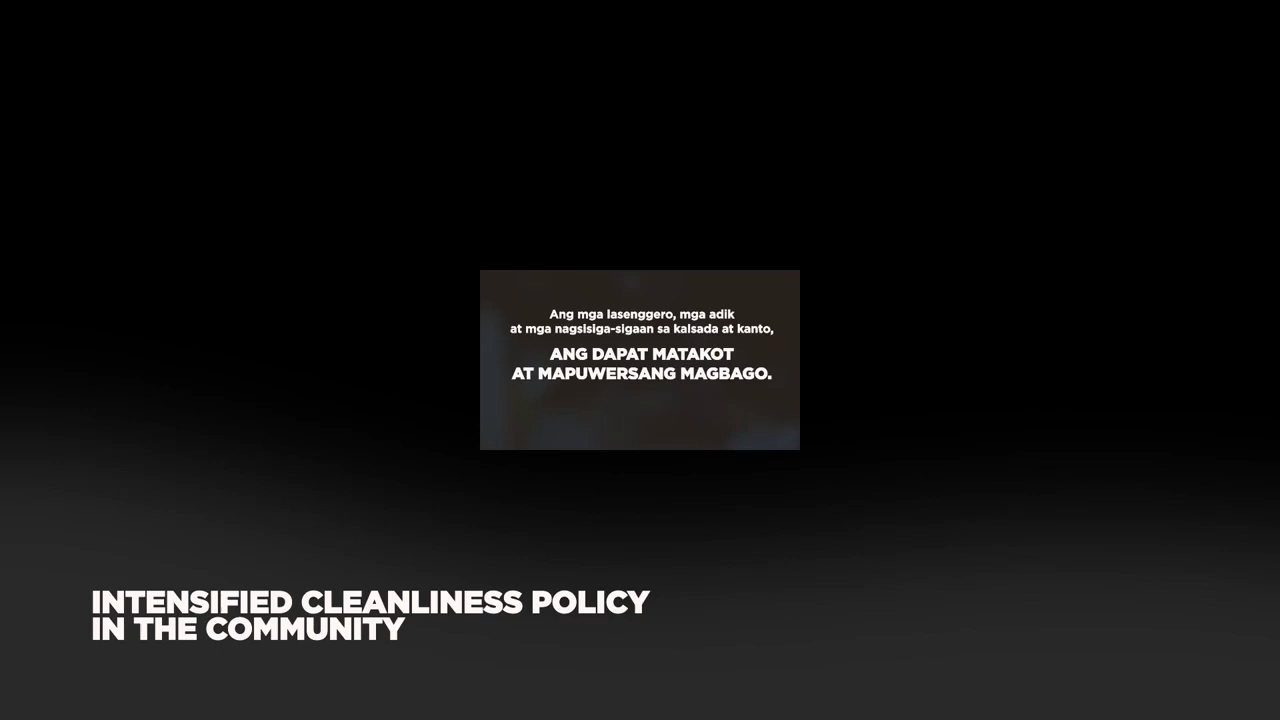 Ang mga lasenggero, mga adik
at mga nagsisiga-sigaan sa kalsada at kanto,
ANG DAPAT MATAKOT
AT MAPUWERSANG MAGBAGO.
INTENSIFIED CLEANLINESS POLICY
IN THE COMMUNITY